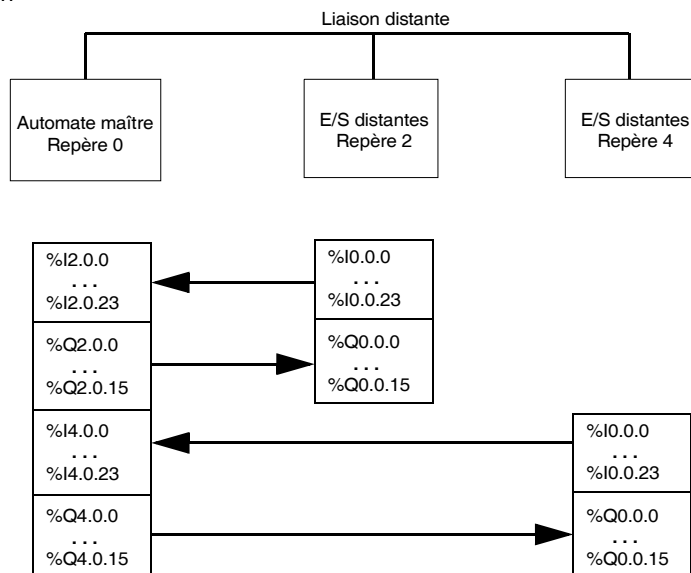 Liaison distante
Automate maître
Repère 0
E/S distantes
Repère 2
E/S distantes
Repère 4
%I2.0.0
...
%I2.0.23
%Q2.0.0
...
%Q2.0.15
%I4.0.0
...
%I4.0.23
%Q4.0.0
...
%Q4.0.15
%I0.0.0
...
%I0.0.23
%Q0.0.0
...
%Q0.0.15
%I0.0.0
...
%I0.0.23
%Q0.0.0
...
%Q0.0.15